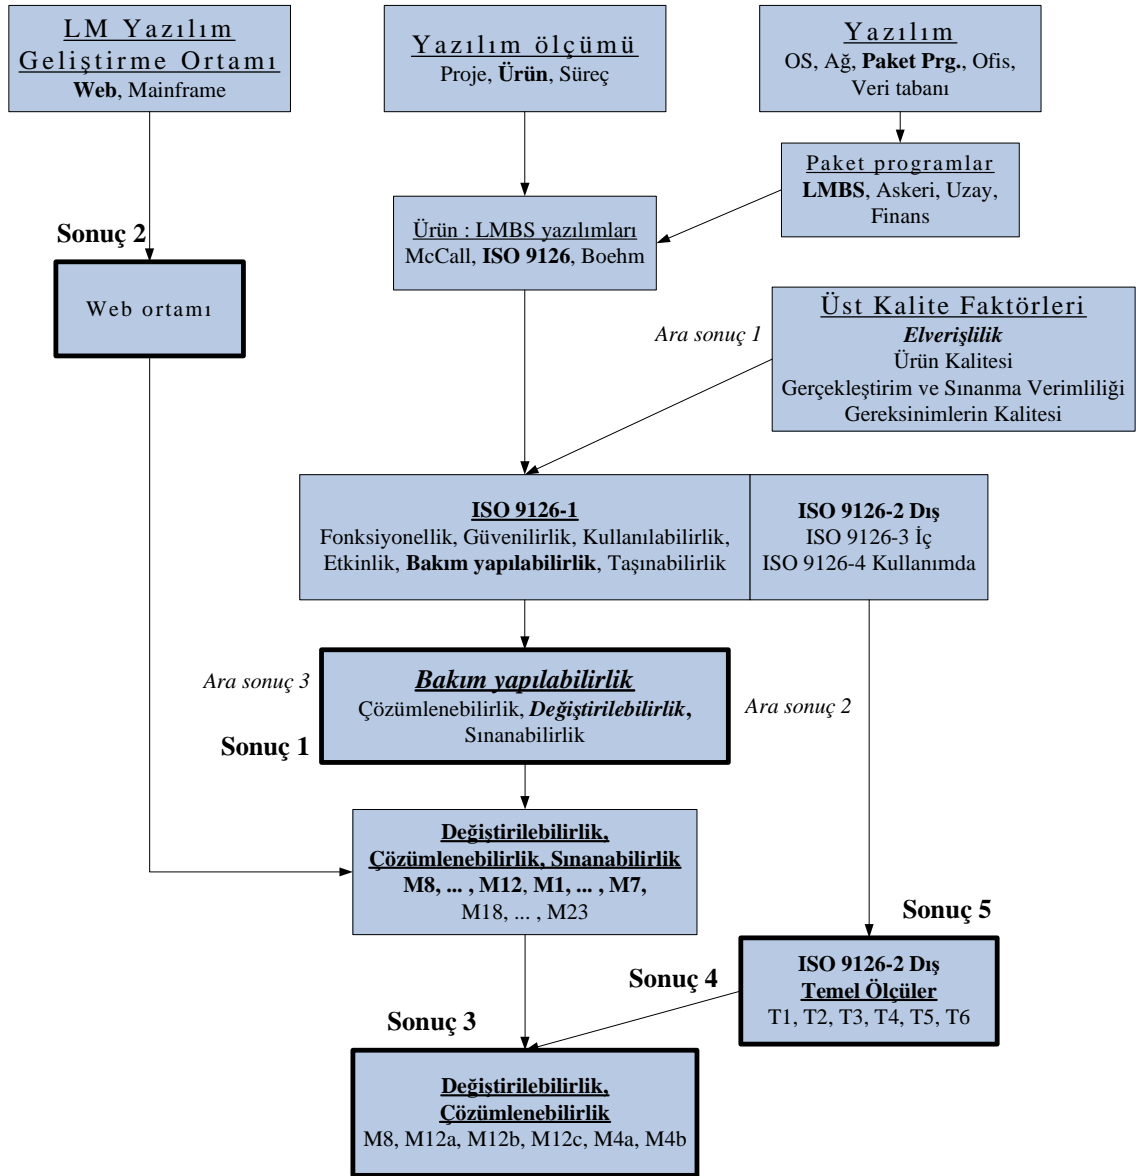 LM Yazılım
Geliştirme Ortamı
Web, Mainframe
Yazılım ölçümü
Proje, Ürün, Süreç
Yazılım
OS, Ağ, Paket Prg., Ofis,
Veri tabanı
Paket programlar
LMBS, Askeri, Uzay,
Finans
Ürün : LMBS yazılımları
McCall, ISO 9126, Boehm
Sonuç 2
Web ortamı
Ara sonuç 1
Üst Kalite Faktörleri
Elverişlilik
Ürün Kalitesi
Gerçekleştirim ve Sınanma Verimliliği
Gereksinimlerin Kalitesi
ISO 9126-1
Fonksiyonellik, Güvenilirlik, Kullanılabilirlik,
Etkinlik, Bakım yapılabilirlik, Taşınabilirlik
ISO 9126-2 Dış
ISO 9126-3 İç
ISO 9126-4 Kullanımda
Ara sonuç 3
Bakım yapılabilirlik
Çözümlenebilirlik, Değiştirilebilirlik,
Sınanabilirlik
Ara sonuç 2
Sonuç 1
Değiştirilebilirlik,
Çözümlenebilirlik, Sınanabilirlik
M8, ... , M12, M1, ... , M7,
M18, ... , M23
Sonuç 5
ISO 9126-2 Dış
Temel Ölçüler
T1, T2, T3, T4, T5, T6
Sonuç 4
Sonuç 3
Değiştirilebilirlik,
Çözümlenebilirlik
M8, M12a, M12b, M12c, M4a, M4b